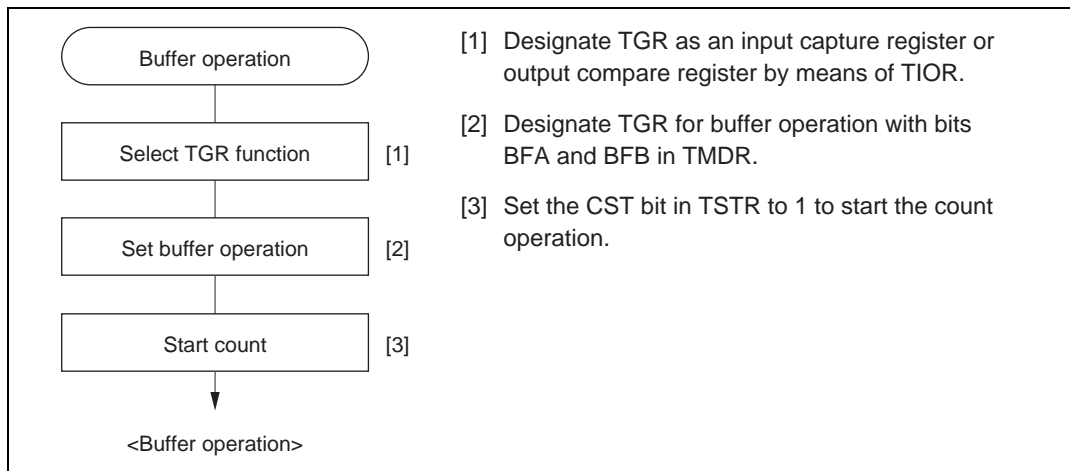 Buffer operation
Select TGR function
[1]
Set buffer operation
[2]
Start count
[3]
<Buffer operation>
[1] Designate TGR as an input capture register or
output compare register by means of TIOR.
[2] Designate TGR for buffer operation with bits
BFA and BFB in TMDR.
[3] Set the CST bit in TSTR to 1 to start the count
operation.